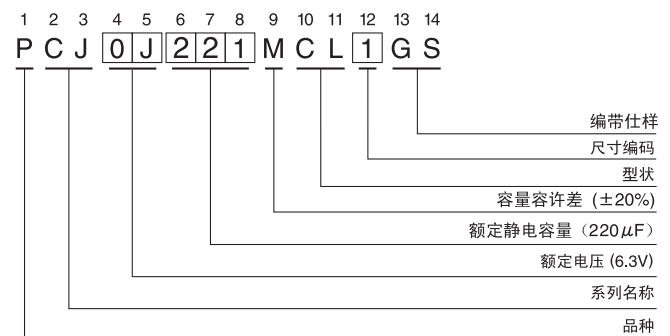 1 2 3 4 5 6 7 8 9 10 11 12 13 14
P C J 0 J 2 2 1 M C L 1 G S
编带仕样
尺寸编码
型状
容量容许差 (±20%)
额定静电容量（220μF）
额定电压 (6.3V)
系列名称
品种